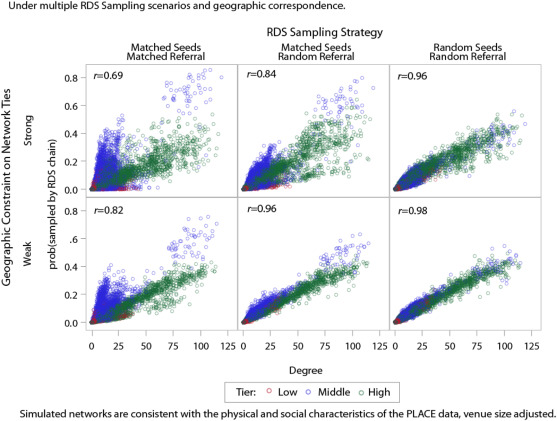 Under multiple RDS Sampling scenarios and geographic correspondence.
RDS Sampling Strategy
Matched Seeds
Matched Referral
Matched Seeds
Random Referral
Random Seeds
Random Referral
Geographic Constraint on Network Ties
Strong
Weak
prob(sampled by RDS chain)
r=0.69
r=0.84
r=0.96
0.8
0.6
0.4
0.2
0.0
r=0.82
r=0.96
r=0.98
0.8
0.6
.4
0.2
0.0
0 25 50 75 100 125 0 25 50 75 100 125 0 25 50 75 100 125
Degree
Tier: Low Middle High
Simulated networks are consistent with the physical and social characteristics of the PLACE data, venue size adjusted.